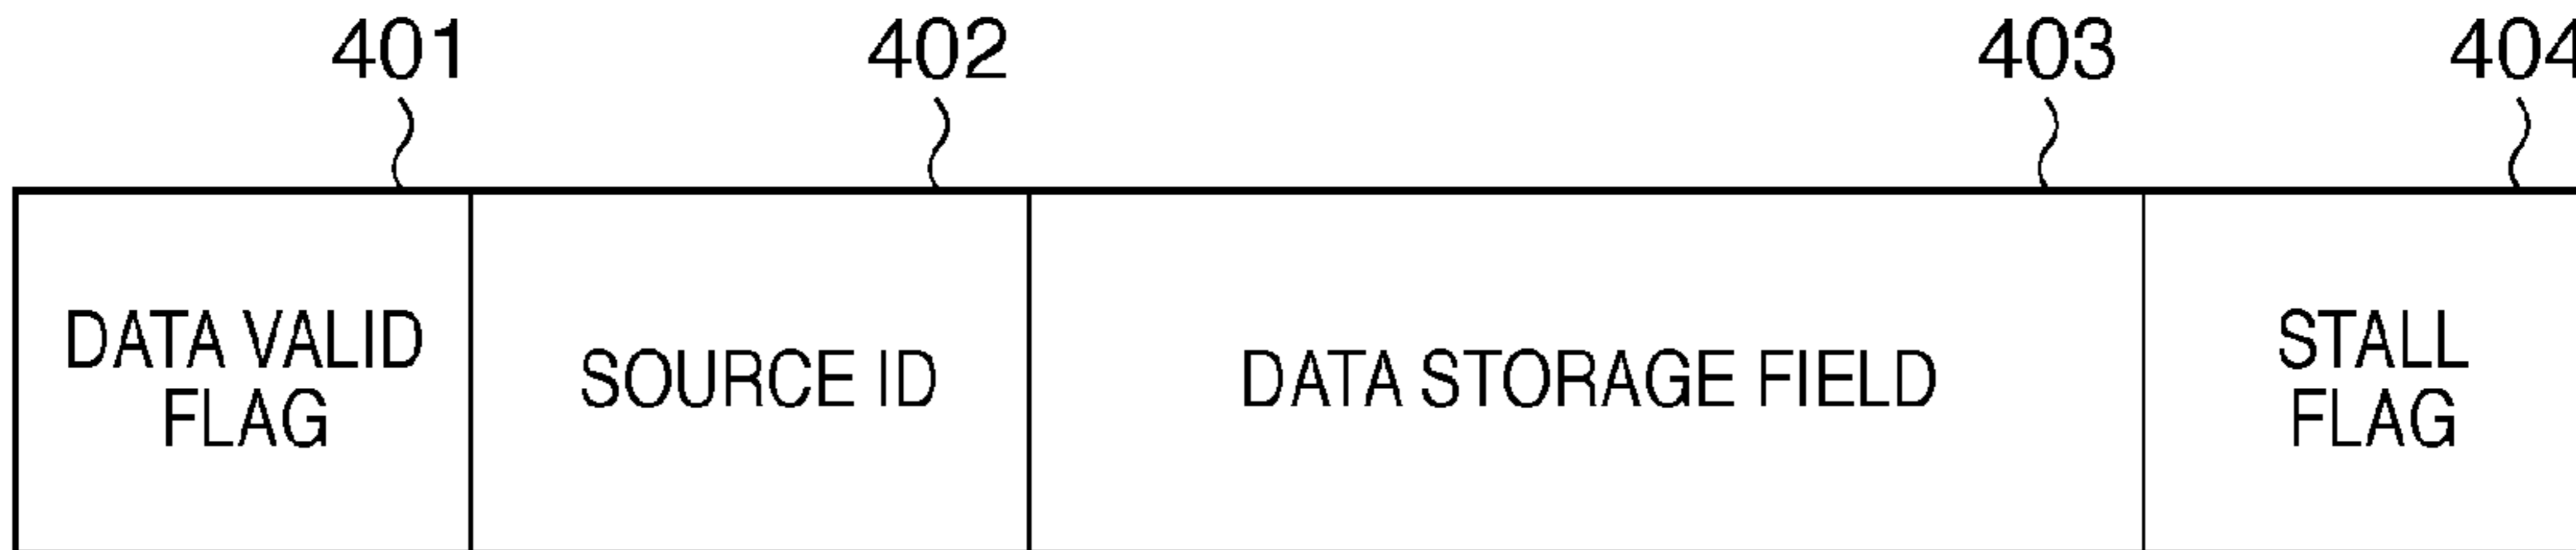 401 402 403 404
DATA VALID
FLAG
SOURCE ID
DATA STORAGE FIELD
STALL
FLAG